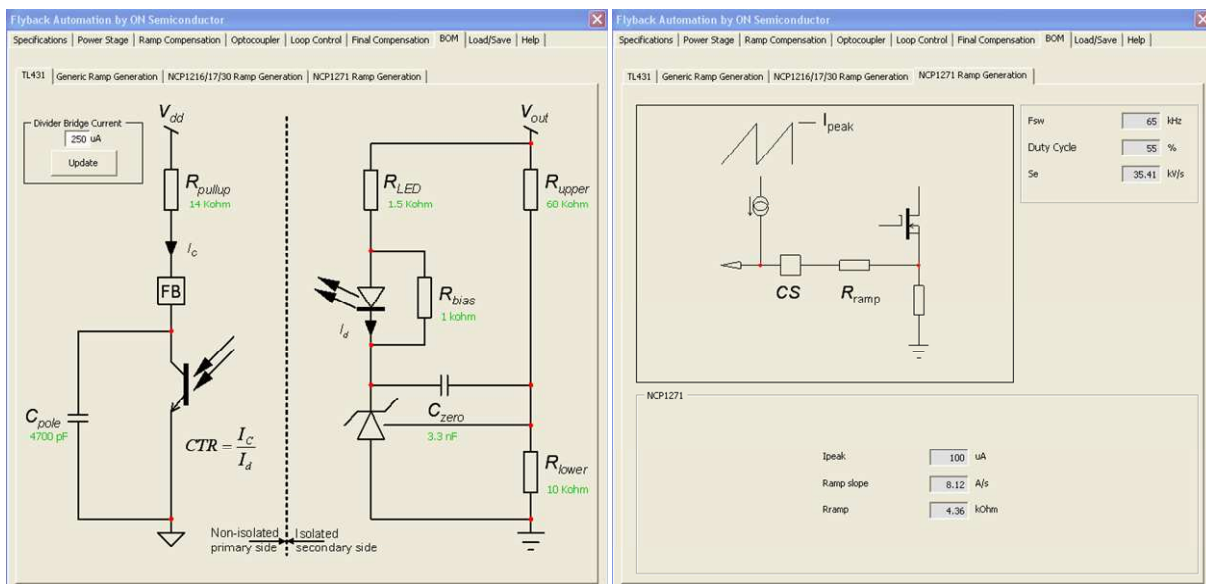 Flyback Automation by ON Semiconductor
Specifications | Power Stage | Ramp Compensation | Optocoupler | Loop Control | Final Compensation | BOM | Load/Save | Help
TL431 | Generic Ramp Generation | NCP1216/17/30 Ramp Generation | NCP1271 Ramp Generation
Divider Bridge Current
250 uA
Update
Vdd
Rpullup
14 Kohm
IC
FB
Cpole
4700 pF
CTR = IC / Id
Vout
RLED
1.5 Kohm
Rupper
60 Kohm
Rbias
1 kohm
Id
Czero
3.3 nF
Rlower
10 Kohm
Non-isolated
primary side
Isolated
secondary side
Flyback Automation by ON Semiconductor
Specifications | Power Stage | Ramp Compensation | Optocoupler | Loop Control | Final Compensation | BOM | Load/Save | Help
TL431 | Generic Ramp Generation | NCP1216/17/30 Ramp Generation | NCP1271 Ramp Generation
Ipeak
CS
Rramp
Fsw 65 kHz
Duty Cycle 55 %
Se 35.41 kV/s
NCP1271
Ipeak 100 uA
Ramp slope 8.12 A/s
Rramp 4.36 kOhm